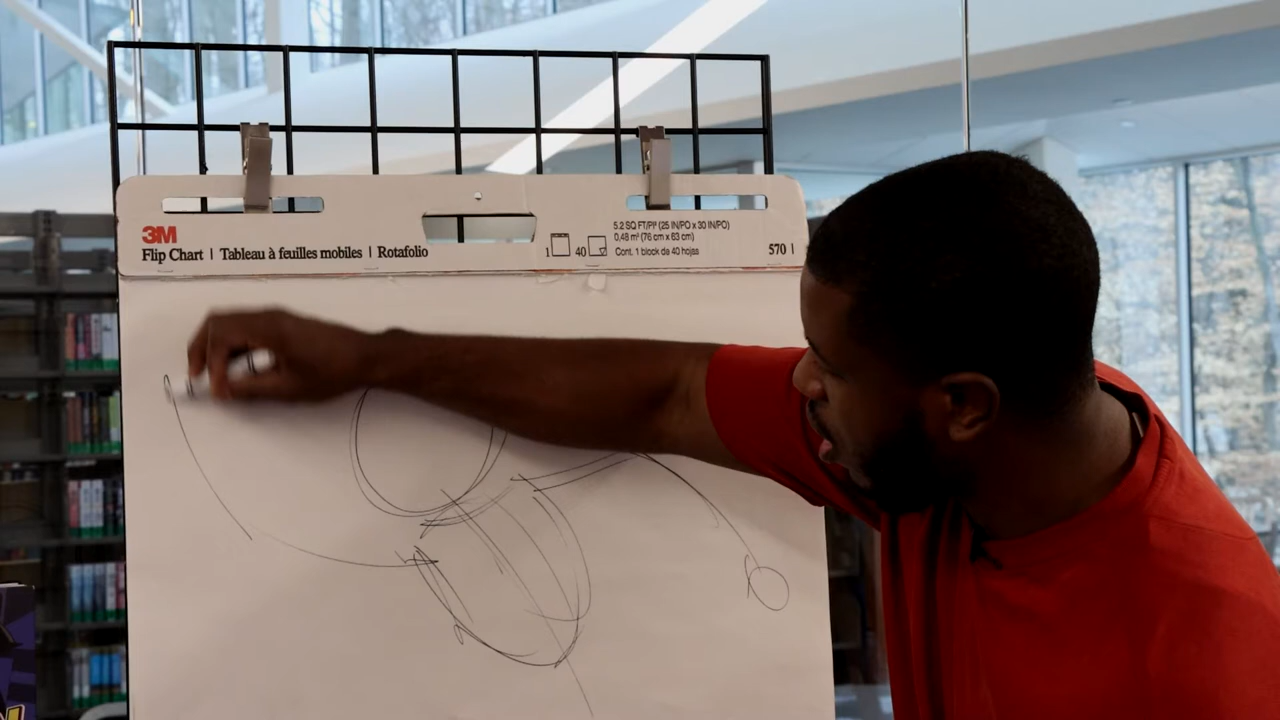 3M
Flip Chart | Tableau à feuilles mobiles | Rotafolio
1 40
5.2 SQ FT/PI² (25 IN/PO x 30 IN/PO)
0,48 m² (76 cm x 63 cm)
Cont. 1 block de 40 hojas
570